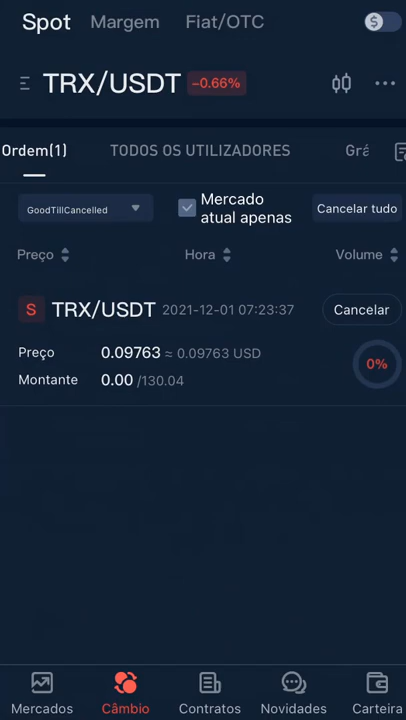 Spot Margem Fiat/OTC
$
TRX/USDT -0.66%
Ordem(1) TODOS OS UTILIZADORES Grá
GoodTillCancelled Mercado atual apenas Cancelar tudo
Preço Hora Volume
S TRX/USDT 2021-12-01 07:23:37 Cancelar
Preço 0.09763 ≈ 0.09763 USD
0%
Montante 0.00 /130.04
Mercados Câmbio Contratos Novidades Carteira